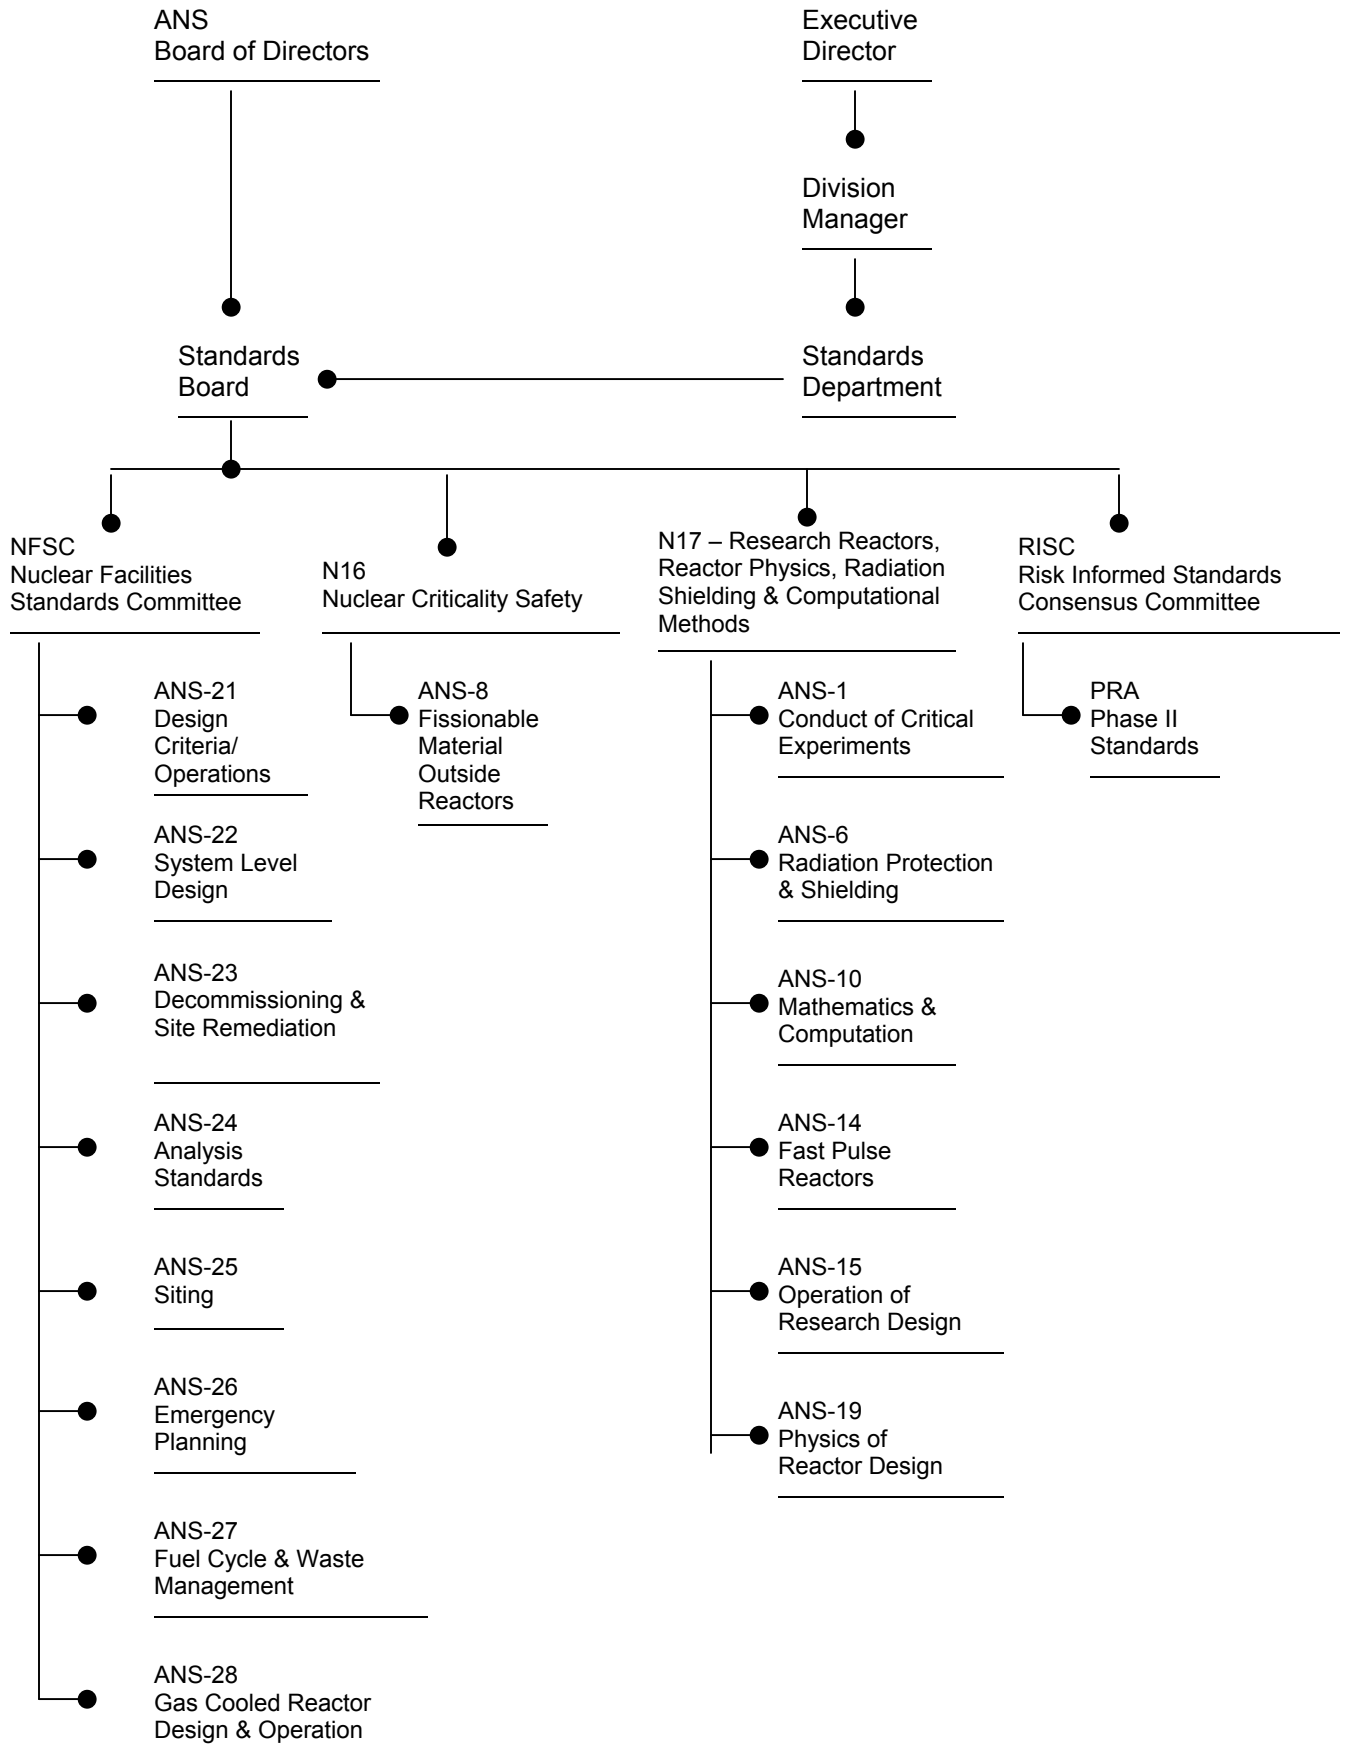 ANS
Board of Directors
Executive
Director
Division
Manager
Standards
Board
Standards
Department
NFSC
Nuclear Facilities
Standards Committee
N16
Nuclear Criticality Safety
N17 – Research Reactors,
Reactor Physics, Radiation
Shielding & Computational
Methods
RISC
Risk Informed Standards
Consensus Committee
ANS-21
Design
Criteria/
Operations
ANS-22
System Level
Design
ANS-23
Decommissioning &
Site Remediation
ANS-24
Analysis
Standards
ANS-25
Siting
ANS-26
Emergency
Planning
ANS-27
Fuel Cycle & Waste
Management
ANS-28
Gas Cooled Reactor
Design & Operation
ANS-8
Fissionable
Material
Outside
Reactors
ANS-1
Conduct of Critical
Experiments
ANS-6
Radiation Protection
& Shielding
ANS-10
Mathematics &
Computation
ANS-14
Fast Pulse
Reactors
ANS-15
Operation of
Research Design
ANS-19
Physics of
Reactor Design
PRA
Phase II
Standards